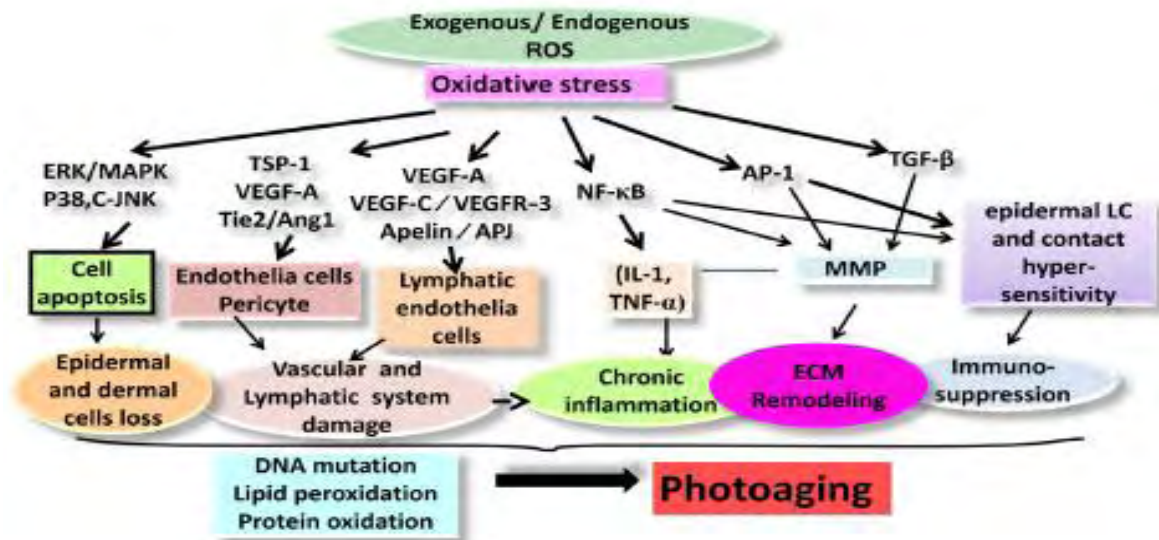 Exogenous/ Endogenous
ROS
Oxidative stress
ERK/MAPK
P38,C-JNK
TSP-1
VEGF-A
Tie2/Ang1
VEGF-A
VEGF-C/VEGFR-3
Apelin/APJ
NF-κB
AP-1
TGF-β
Cell
apoptosis
Endothelia cells
Pericyte
Lymphatic
endothelia
cells
(IL-1,
TNF-α)
MMP
epidermal LC
and contact
hyper-
sensitivity
Epidermal
and dermal
cells loss
Vascular and
Lymphatic system
damage
Chronic
inflammation
ECM
Remodeling
Immuno-
suppression
DNA mutation
Lipid peroxidation
Protein oxidation
Photoaging